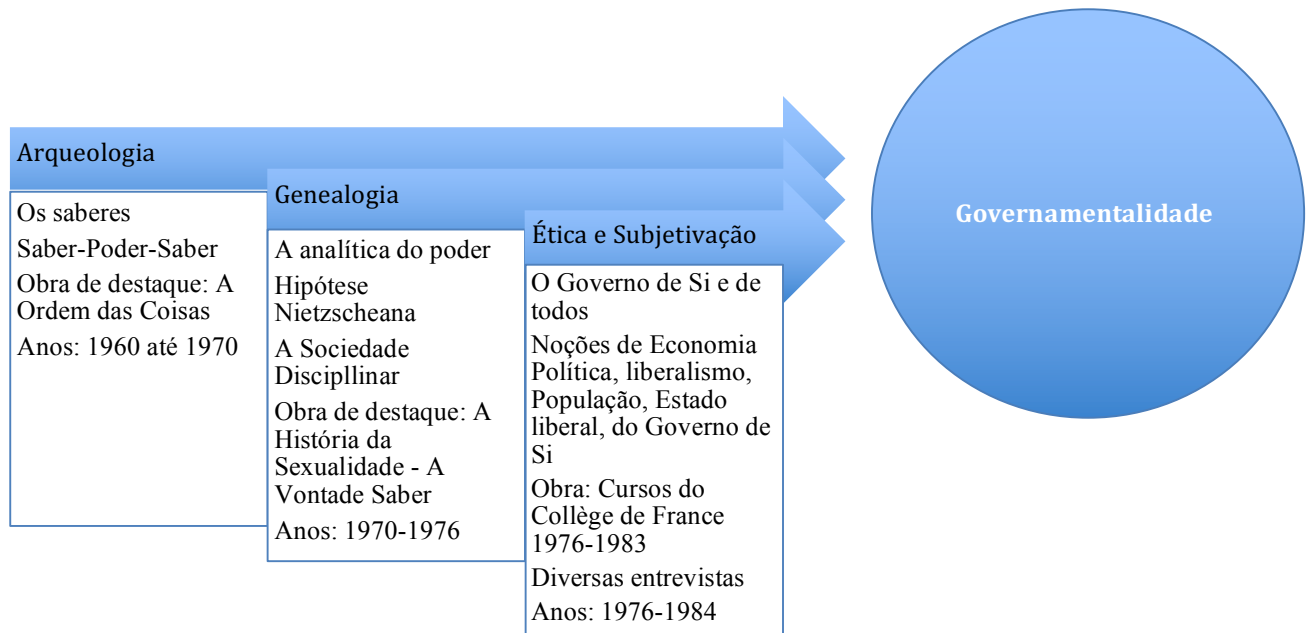 Arqueologia
Os saberes
Saber-Poder-Saber
Obra de destaque: A
Ordem das Coisas
Anos: 1960 até 1970
Genealogia
A analítica do poder
Hipótese
Nietzscheana
A Sociedade
Discipllinar
Obra de destaque: A
História da
Sexualidade - A
Vontade Saber
Anos: 1970-1976
Ética e Subjetivação
O Governo de Si e de
todos
Noções de Economia
Política, liberalismo,
População, Estado
liberal, do Governo de
Si
Obra: Cursos do
Collège de France
1976-1983
Diversas entrevistas
Anos: 1976-1984
Governamentalidade